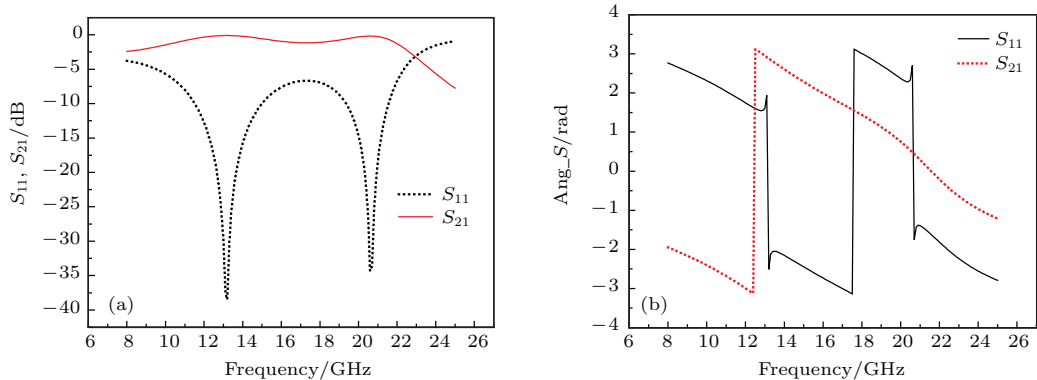 S11, S21/dB
0
−5
−10
−15
−20
−25
−30
−35
−40
S11
S21
(a)
6 8 10 12 14 16 18 20 22 24 26
Frequency/GHz
Ang_S/rad
4
3
2
1
0
−1
−2
−3
−4
S11
S21
(b)
6 8 10 12 14 16 18 20 22 24 26
Frequency/GHz